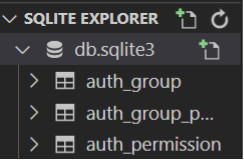 SQLITE EXPLORER
db.sqlite3
auth_group
auth_group_p...
auth_permission